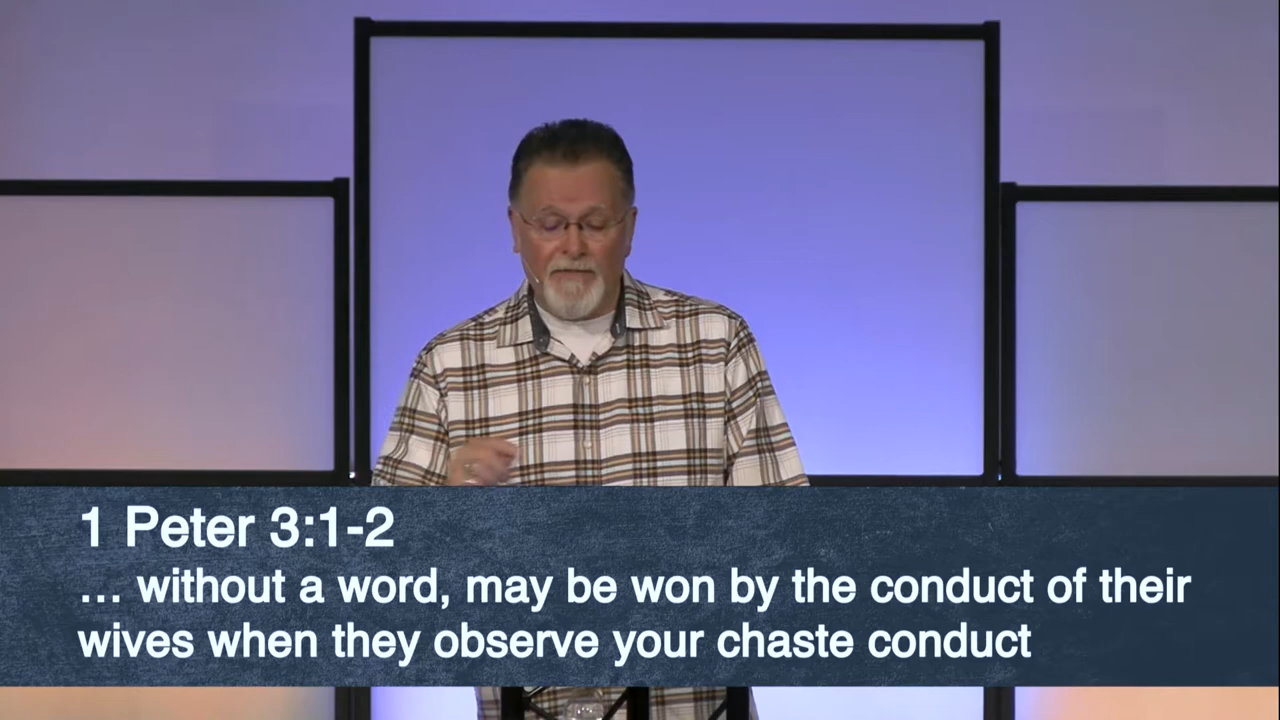 1 Peter 3:1-2
… without a word, may be won by the conduct of their
wives when they observe your chaste conduct